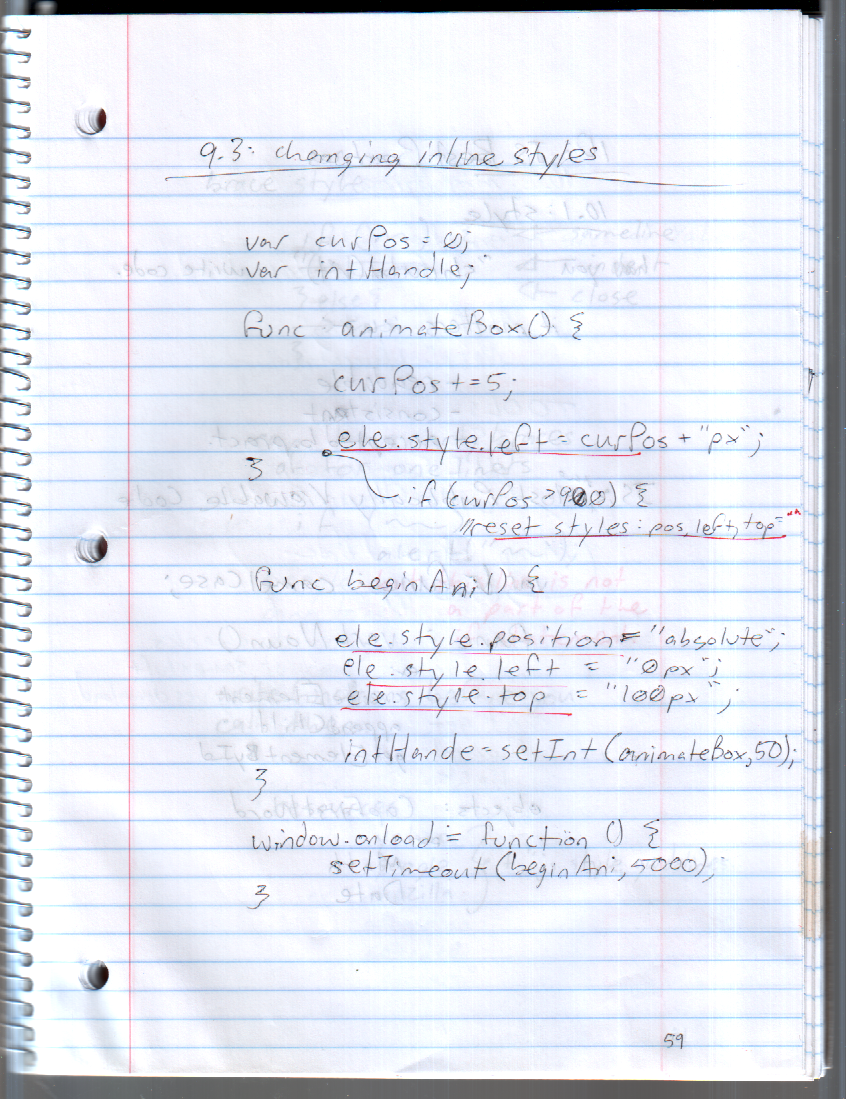 9.3: changing inline styles
var curPos = 0;
var intHandle;
func animateBox() {
curPos += 5;
ele.style.left = curPos + "px";
}
if (curPos > 900) {
//reset styles: pos, left, top = ""
func beginAni() {
ele.style.position = "absolute";
ele.style.left = "0px";
ele.style.top = "100px";
intHande = setInt(animateBox, 50);
}
window.onload = function () {
setTimeout(beginAni, 5000);
}
59